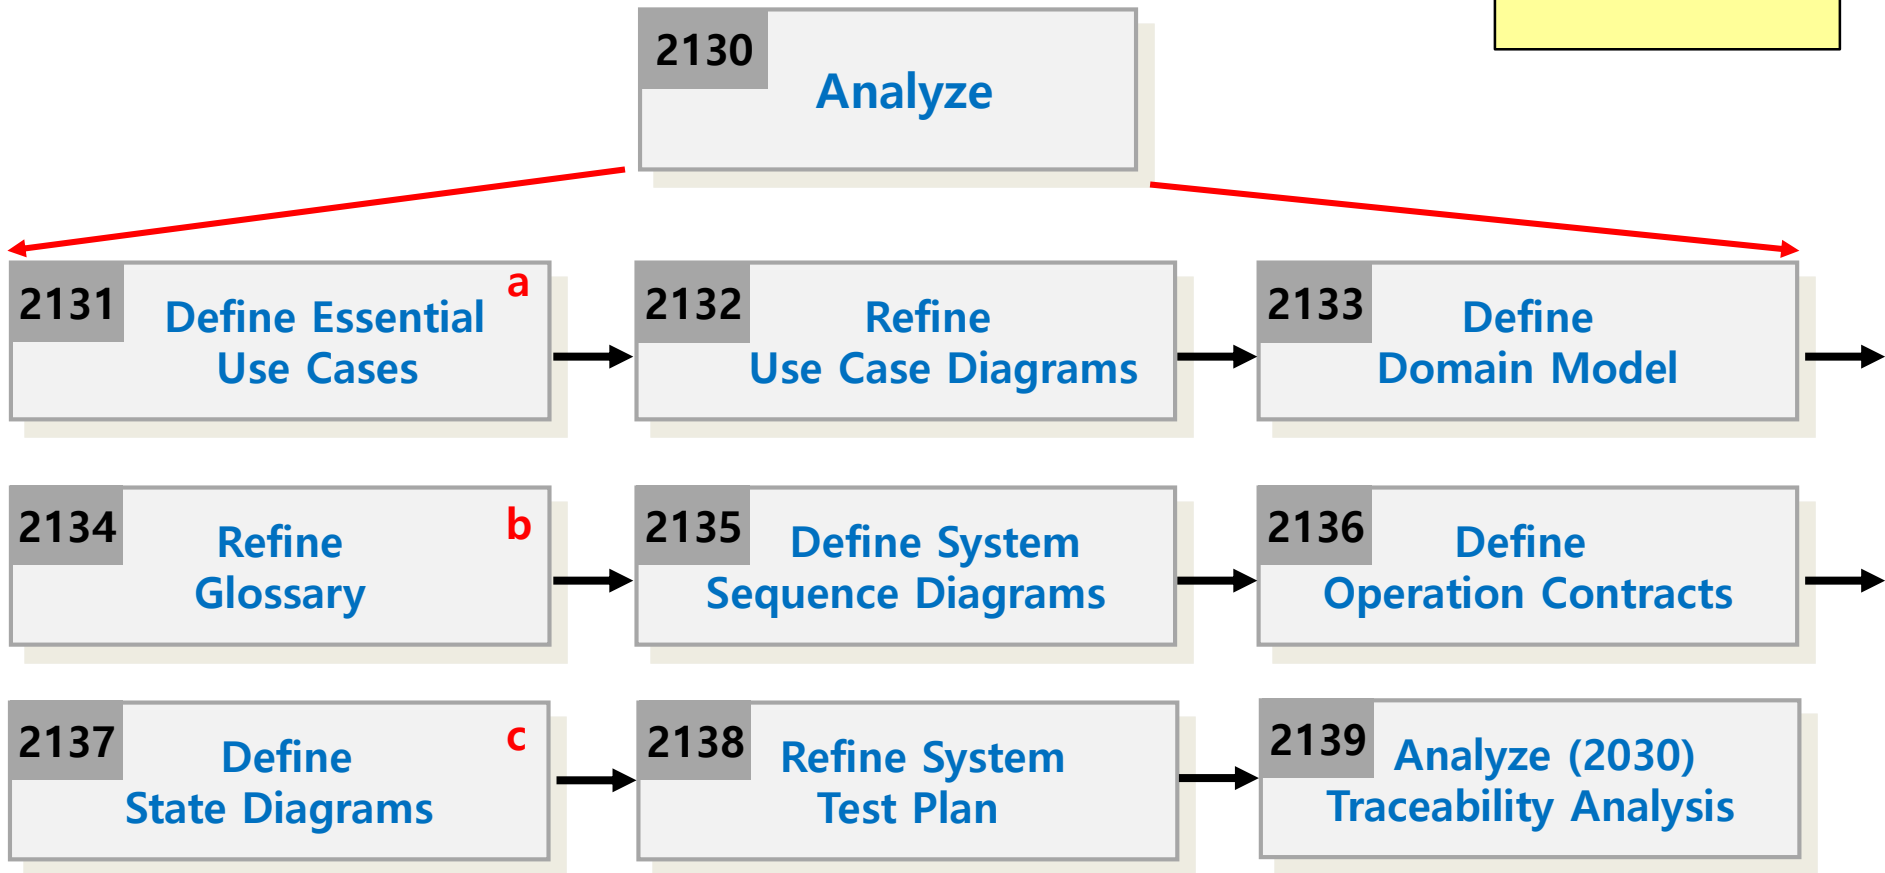 2130
Analyze
2131
a
Define Essential
Use Cases
2132
Refine
Use Case Diagrams
2133
Define
Domain Model
2134
b
Refine
Glossary
2135
Define System
Sequence Diagrams
2136
Define
Operation Contracts
2137
c
Define
State Diagrams
2138
Refine System
Test Plan
2139
Analyze (2030)
Traceability Analysis